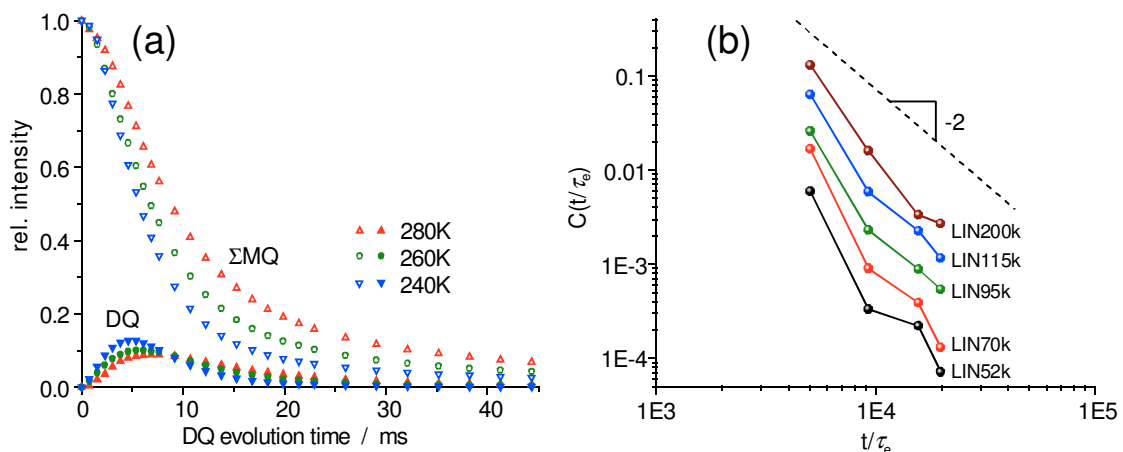 (a)
1.0
0.8
0.6
0.4
0.2
0.0
rel. intensity
280K
260K
240K
ΣMQ
DQ
0 10 20 30 40
DQ evolution time / ms
(b)
0.1
0.01
1E-3
1E-4
C(t/τe)
-2
LIN200k
LIN115k
LIN95k
LIN70k
LIN52k
1E3 1E4 1E5
t/τe